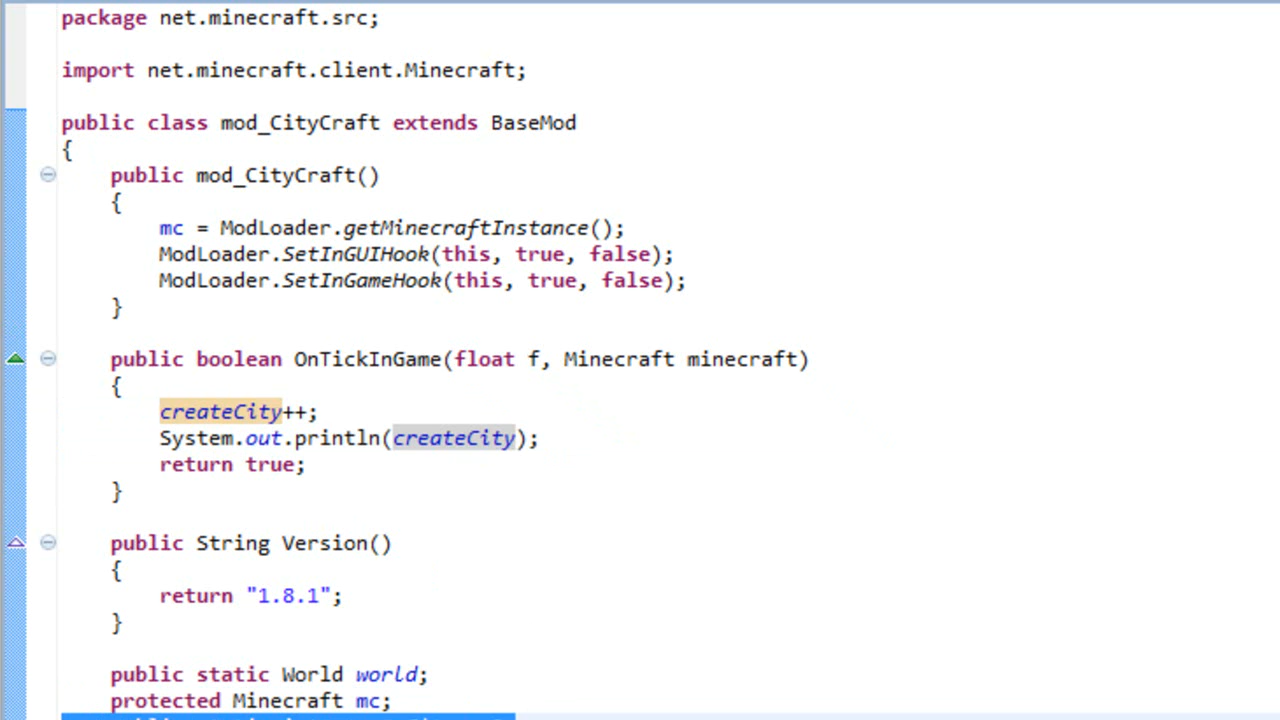 package net.minecraft.src;
import net.minecraft.client.Minecraft;
public class mod_CityCraft extends BaseMod
{
public mod_CityCraft()
{
mc = ModLoader.getMinecraftInstance();
ModLoader.SetInGUIHook(this, true, false);
ModLoader.SetInGameHook(this, true, false);
}
public boolean OnTickInGame(float f, Minecraft minecraft)
{
createCity++;
System.out.println(createCity);
return true;
}
public String Version()
{
return "1.8.1";
}
public static World world;
protected Minecraft mc;